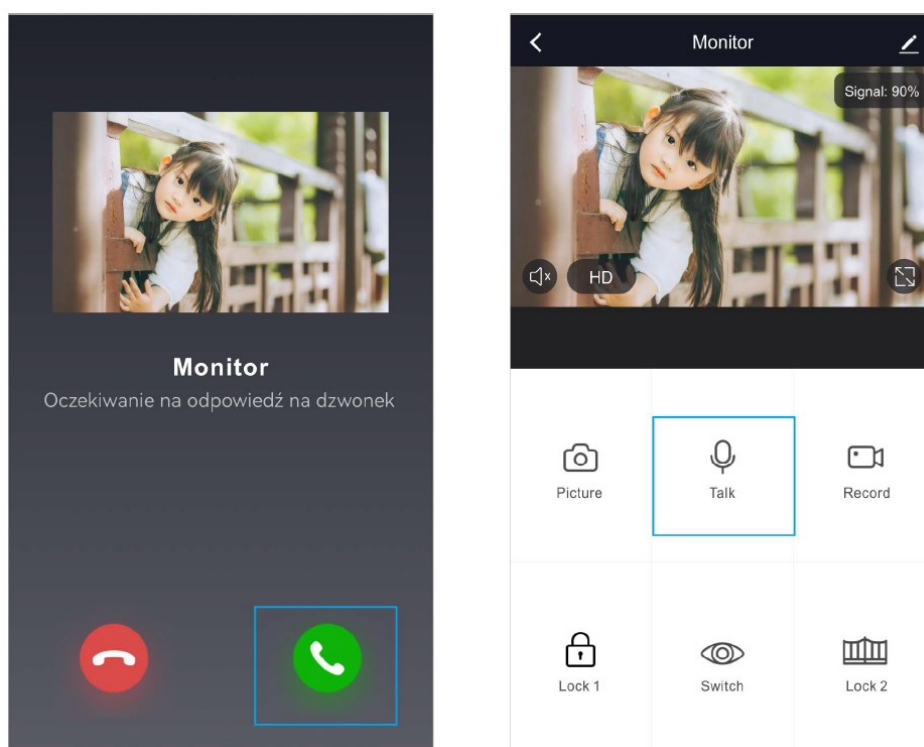 Monitor
Oczekiwanie na odpowiedź na dzwonek
Monitor
Signal: 90%
HD
Picture
Talk
Record
Lock 1
Switch
Lock 2